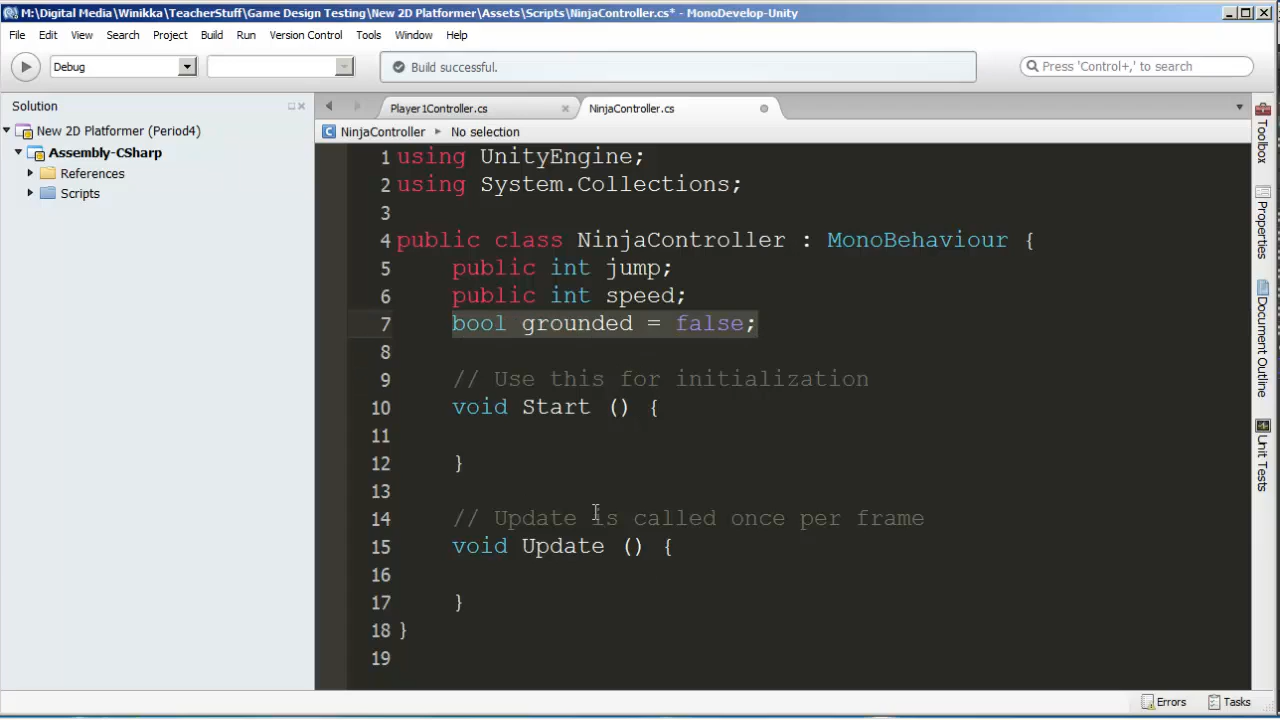 M:\Digital Media\Winikka\TeacherStuff\Game Design Testing\New 2D Platformer\Assets\Scripts\NinjaController.cs* - MonoDevelop-Unity
File Edit View Search Project Build Run Version Control Tools Window Help
Debug
Build successful.
Press 'Control+,' to search
Solution
New 2D Platformer (Period4)
Assembly-CSharp
References
Scripts
Player1Controller.cs
NinjaController.cs
NinjaController
No selection
1 using UnityEngine;
2 using System.Collections;
3
4 public class NinjaController : MonoBehaviour {
5 public int jump;
6 public int speed;
7 bool grounded = false;
8
9 // Use this for initialization
10 void Start () {
11
12 }
13
14 // Update is called once per frame
15 void Update () {
16
17 }
18 }
19
Toolbox
Properties
Document Outline
Unit Tests
Errors
Tasks